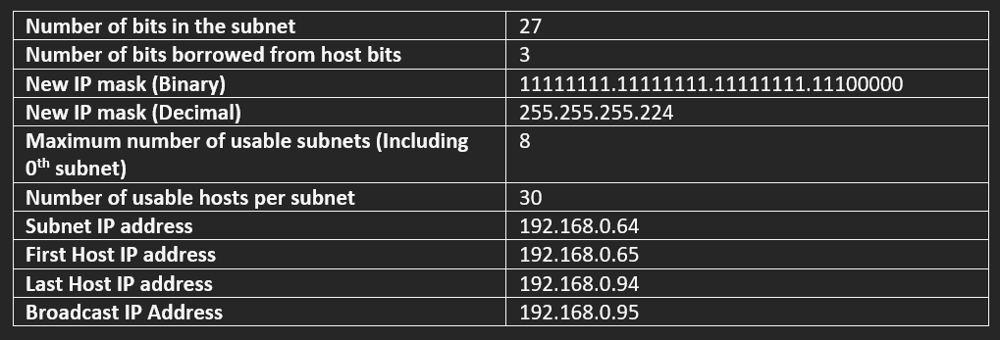 Number of bits in the subnet 27
Number of bits borrowed from host bits 3
New IP mask (Binary) 11111111.11111111.11111111.11100000
New IP mask (Decimal) 255.255.255.224
Maximum number of usable subnets (Including 8
0th subnet)
Number of usable hosts per subnet 30
Subnet IP address 192.168.0.64
First Host IP address 192.168.0.65
Last Host IP address 192.168.0.94
Broadcast IP Address 192.168.0.95